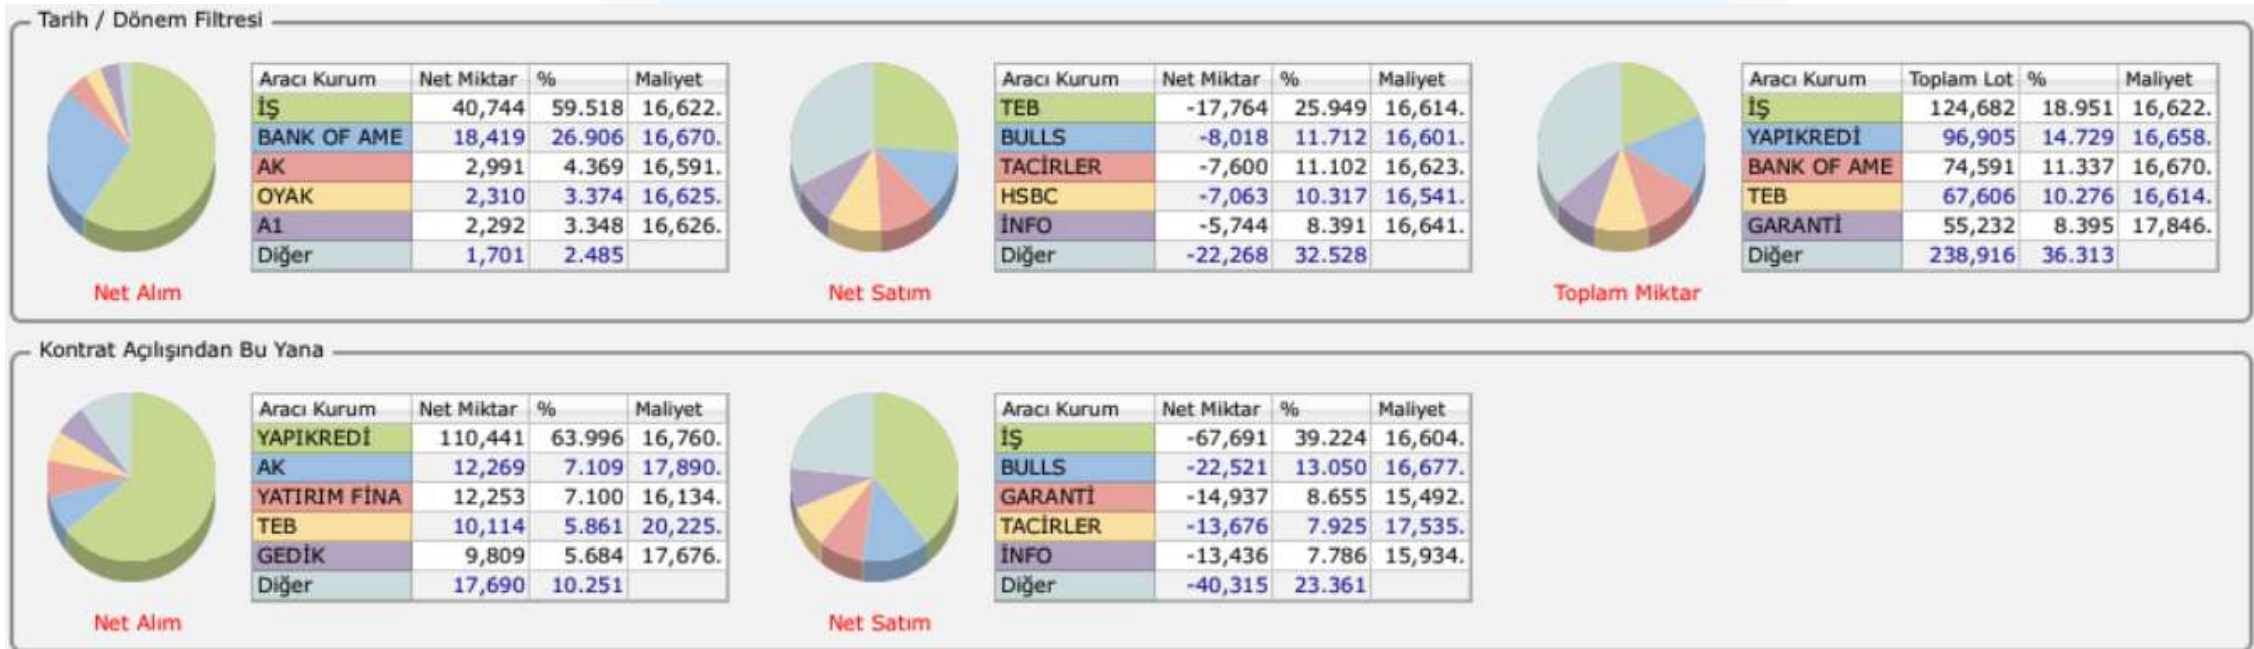 Tarih / Dönem Filtresi
Aracı Kurum Net Miktar % Maliyet
İŞ 40,744 59.518 16,622.
BANK OF AME 18,419 26.906 16,670.
AK 2,991 4.369 16,591.
OYAK 2,310 3.374 16,625.
A1 2,292 3.348 16,626.
Diğer 1,701 2.485
Net Alım
Aracı Kurum Net Miktar % Maliyet
TEB -17,764 25.949 16,614.
BULLS -8,018 11.712 16,601.
TACİRLER -7,600 11.102 16,623.
HSBC -7,063 10.317 16,541.
İNFO -5,744 8.391 16,641.
Diğer -22,268 32.528
Net Satım
Aracı Kurum Toplam Lot % Maliyet
İŞ 124,682 18.951 16,622.
YAPIKREDİ 96,905 14.729 16,658.
BANK OF AME 74,591 11.337 16,670.
TEB 67,606 10.276 16,614.
GARANTİ 55,232 8.395 17,846.
Diğer 238,916 36.313
Toplam Miktar
Kontrat Açılışından Bu Yana
Aracı Kurum Net Miktar % Maliyet
YAPIKREDİ 110,441 63.996 16,760.
AK 12,269 7.109 17,890.
YATIRIM FİNA 12,253 7.100 16,134.
TEB 10,114 5.861 20,225.
GEDİK 9,809 5.684 17,676.
Diğer 17,690 10.251
Net Alım
Aracı Kurum Net Miktar % Maliyet
İŞ -67,691 39.224 16,604.
BULLS -22,521 13.050 16,677.
GARANTİ -14,937 8.655 15,492.
TACİRLER -13,676 7.925 17,535.
İNFO -13,436 7.786 15,934.
Diğer -40,315 23.361
Net Satım